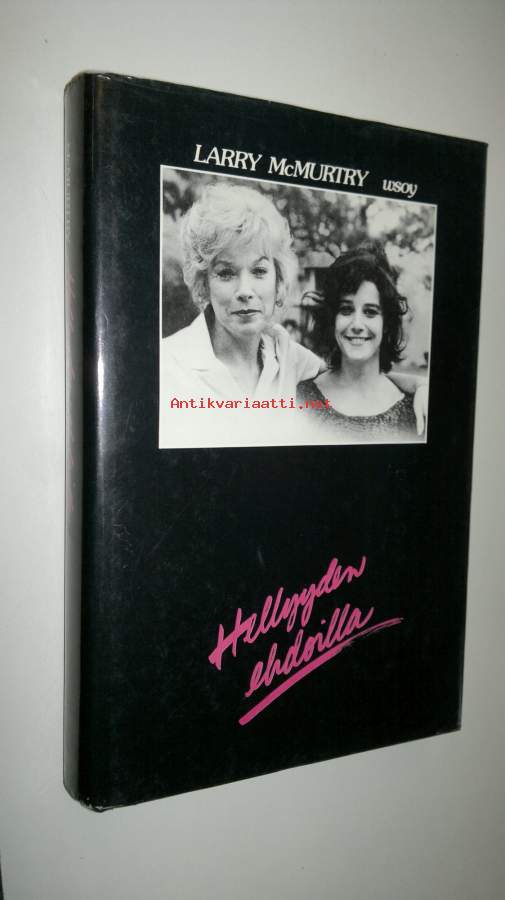 LARRY McMURTRY wsoy
Antikvariaatti.net
Hellyyden
ehdoilla